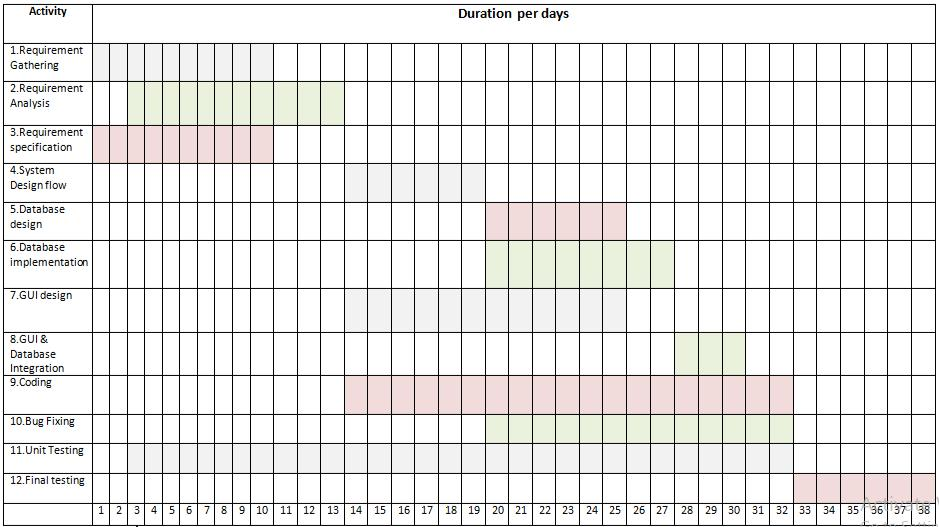 Activity
Duration per days
1.Requirement
Gathering
2.Requirement
Analysis
3.Requirement
specification
4.System
Design flow
5.Database
design
6.Database
implementation
7.GUI design
8.GUI &
Database
Integration
9.Coding
10.Bug Fixing
11.Unit Testing
12.Final testing
1 2 3 4 5 6 7 8 9 10 11 12 13 14 15 16 17 18 19 20 21 22 23 24 25 26 27 28 29 30 31 32 33 34 35 36 37 38
Activate